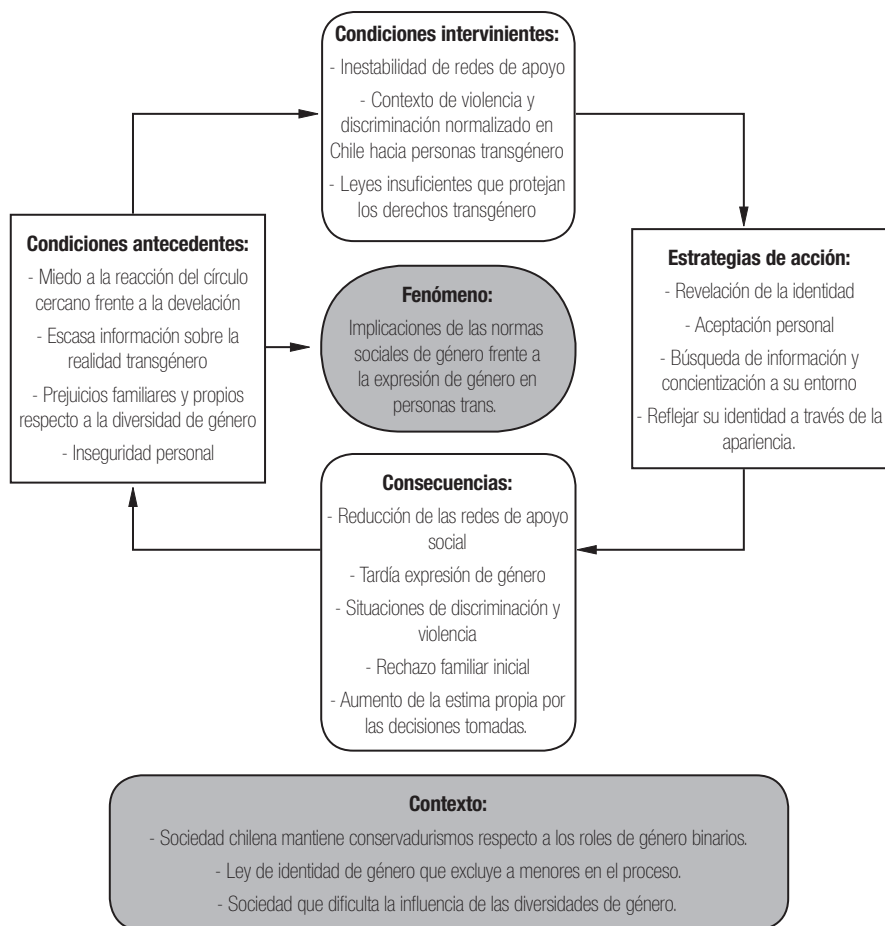 Condiciones intervinientes:
- Inestabilidad de redes de apoyo
- Contexto de violencia y
discriminación normalizado en
Chile hacia personas transgénero
- Leyes insuficientes que protejan
los derechos transgénero
Condiciones antecedentes:
- Miedo a la reacción del círculo
cercano frente a la develación
- Escasa información sobre la
realidad transgénero
- Prejuicios familiares y propios
respecto a la diversidad de género
- Inseguridad personal
Fenómeno:
Implicaciones de las normas
sociales de género frente a
la expresión de género en
personas trans.
Estrategias de acción:
- Revelación de la identidad
- Aceptación personal
- Búsqueda de información y
concientización a su entorno
- Reflejar su identidad a través de la
apariencia.
Consecuencias:
- Reducción de las redes de apoyo
social
- Tardía expresión de género
- Situaciones de discriminación y
violencia
- Rechazo familiar inicial
- Aumento de la estima propia por
las decisiones tomadas.
Contexto:
- Sociedad chilena mantiene conservadurismos respecto a los roles de género binarios.
- Ley de identidad de género que excluye a menores en el proceso.
- Sociedad que dificulta la influencia de las diversidades de género.